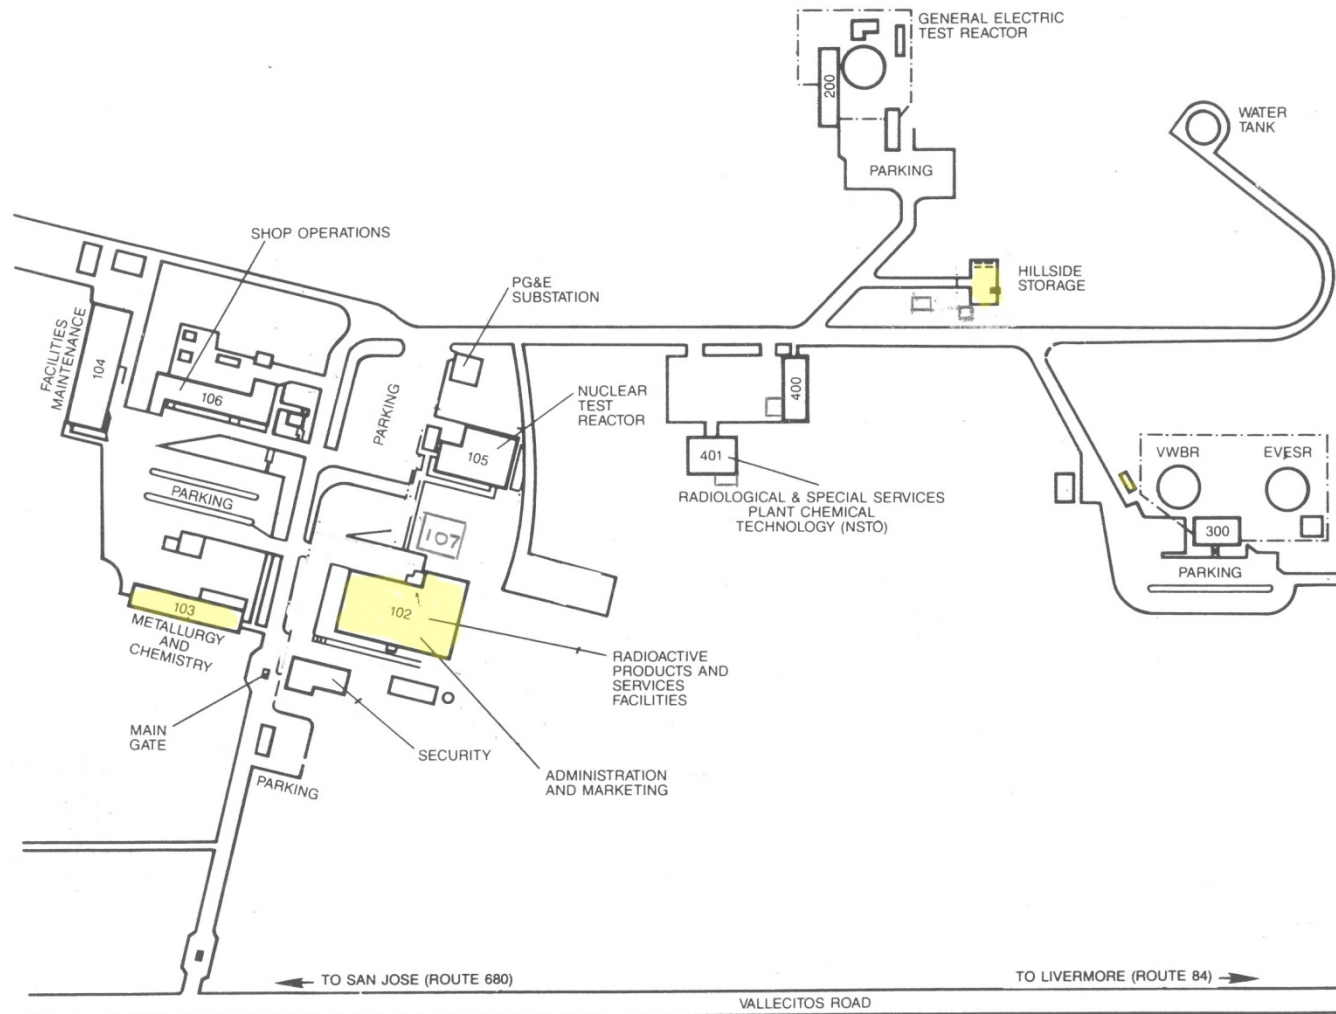 GENERAL ELECTRIC
TEST REACTOR
200
WATER
TANK
PARKING
SHOP OPERATIONS
PG&E
SUBSTATION
HILLSIDE
STORAGE
FACILITIES
MAINTENANCE
104
106
PARKING
NUCLEAR
TEST
REACTOR
105
400
401
RADIOLOGICAL & SPECIAL SERVICES
PLANT CHEMICAL
TECHNOLOGY (NSTO)
VWBR
EVESR
300
PARKING
PARKING
107
103
METALLURGY
AND
CHEMISTRY
102
RADIOACTIVE
PRODUCTS AND
SERVICES
FACILITIES
MAIN
GATE
SECURITY
ADMINISTRATION
AND MARKETING
PARKING
TO SAN JOSE (ROUTE 680)
TO LIVERMORE (ROUTE 84)
VALLECITOS ROAD